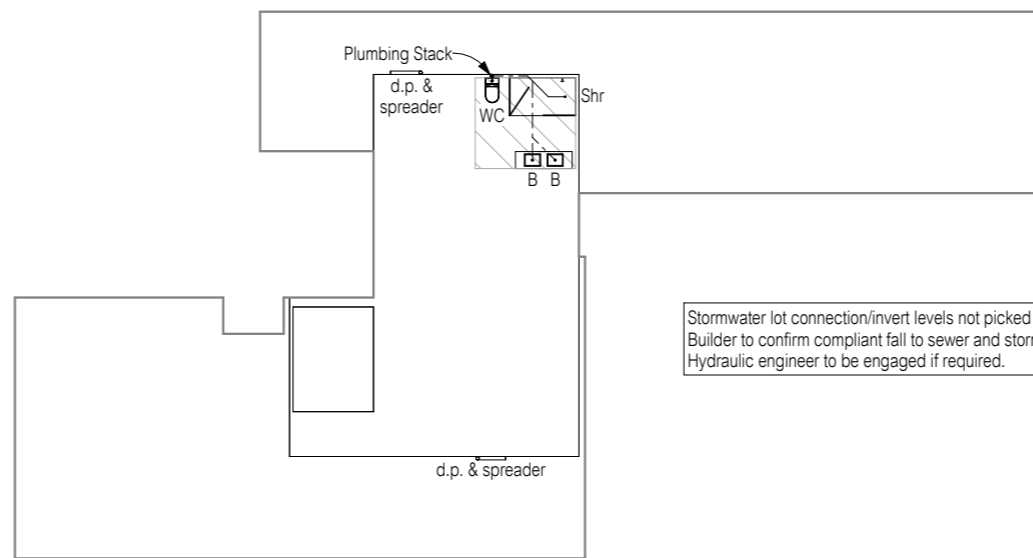 Plumbing Stack
d.p. &
spreader
WC
Shr
B B
Stormwater lot connection/invert levels not picked
Builder to confirm compliant fall to sewer and
Hydraulic engineer to be engaged if required.
d.p. & spreader